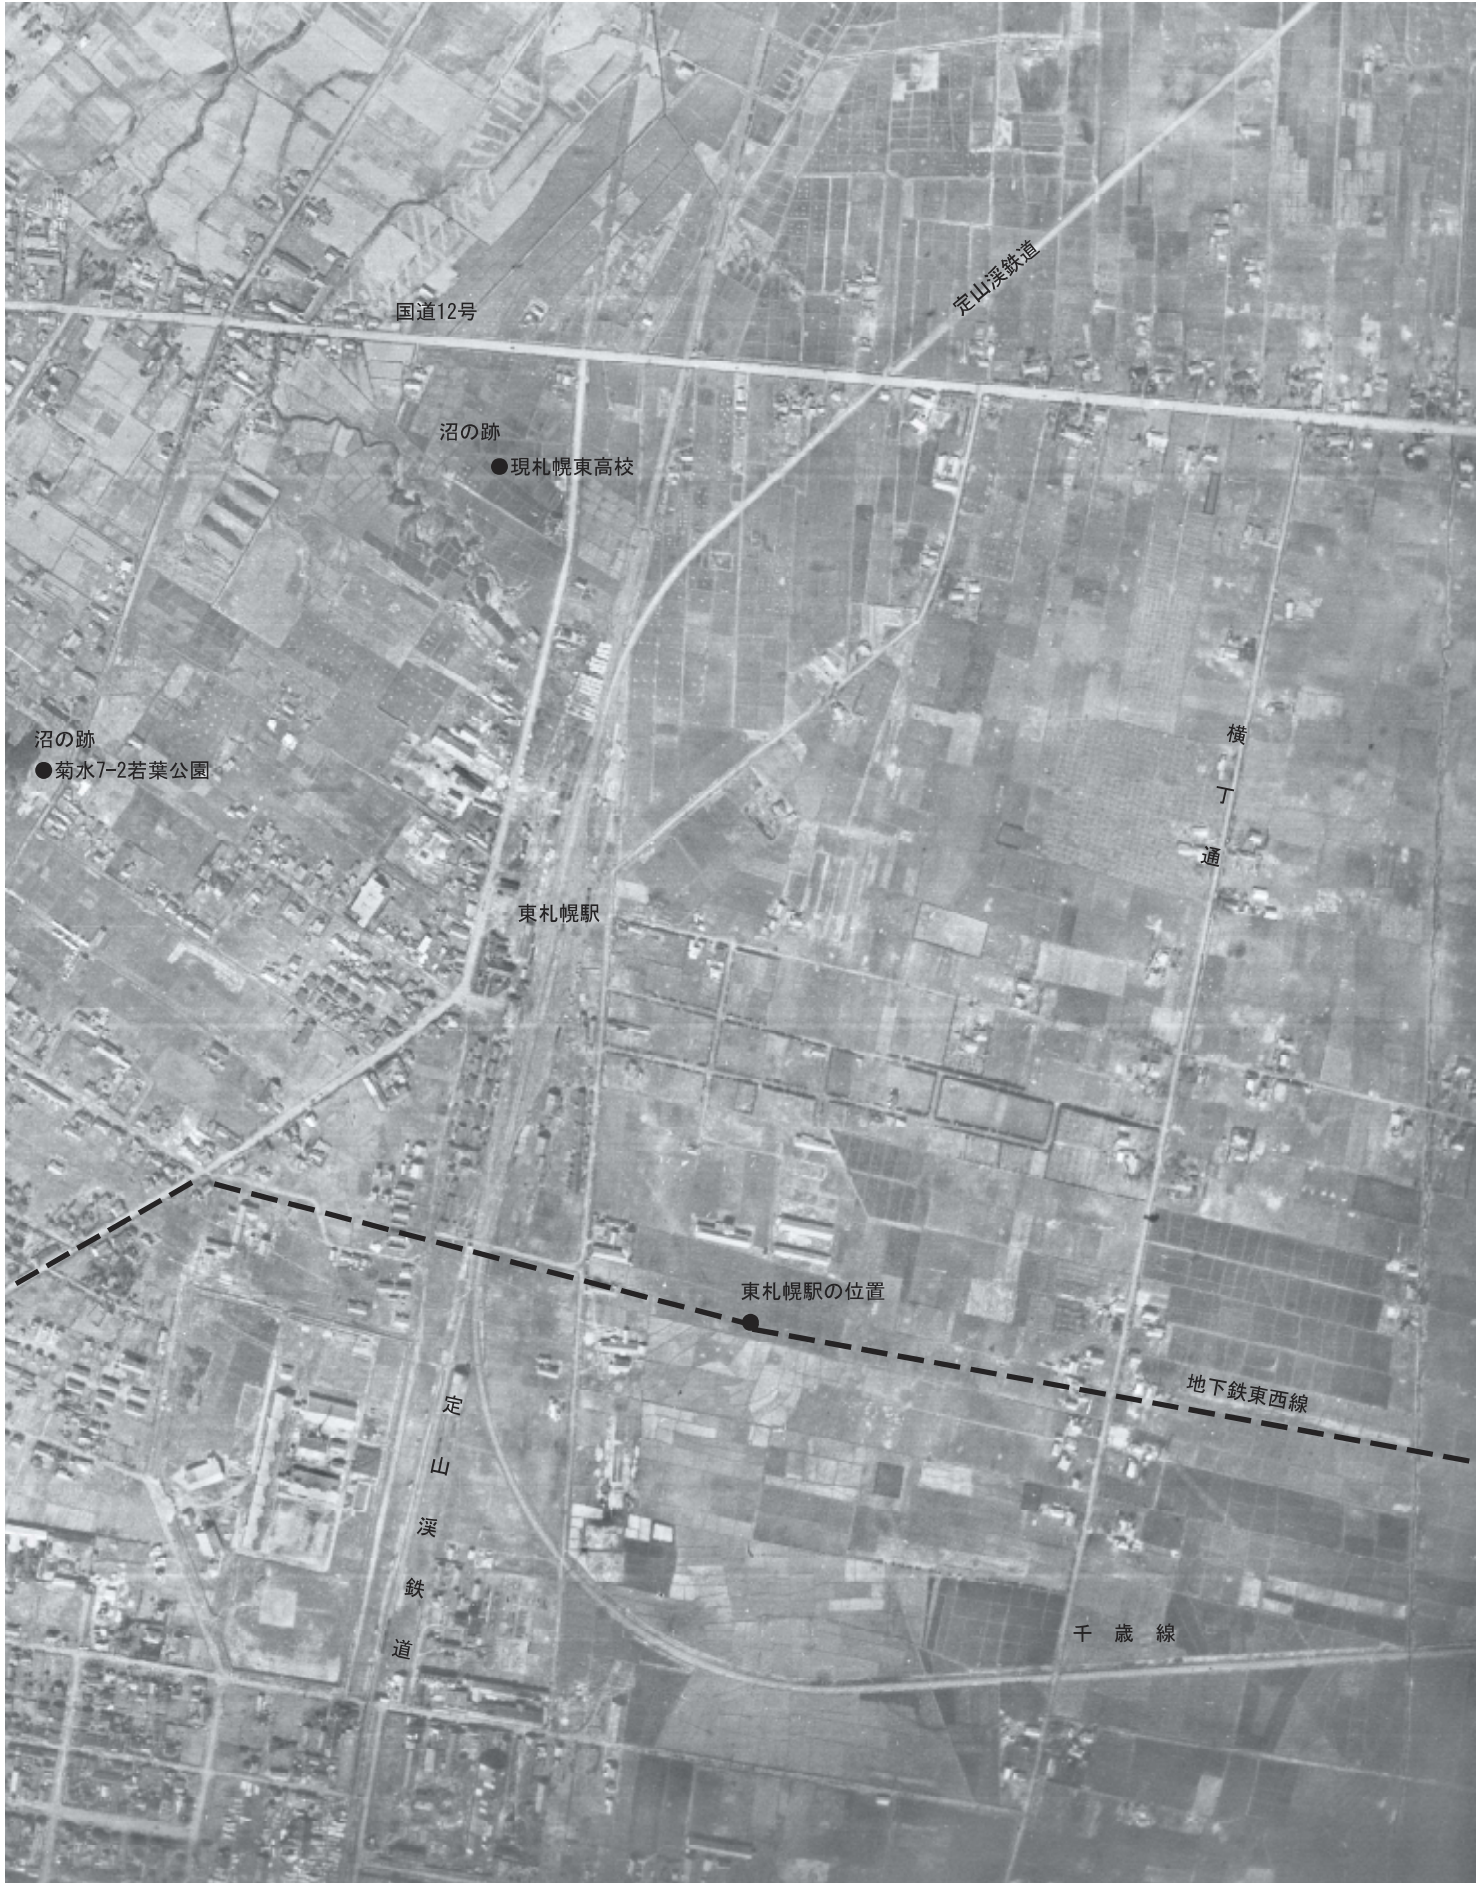 定山渓鉄道
国道12号
沼の跡
●現札幌東高校
沼の跡
●菊水7-2若葉公園
横丁通
東札幌駅
東札幌駅の位置
地下鉄東西線
定山渓鉄道
千歳線